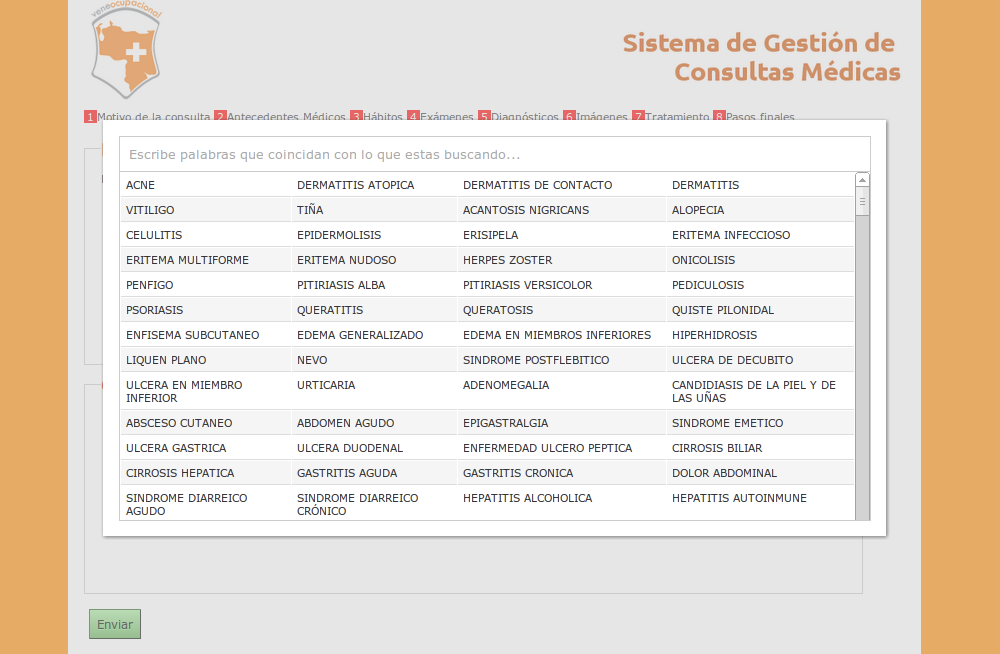 veneocupacional
Sistema de Gestión de
Consultas Médicas
1 Motivo de la consulta 2 Antecedentes Médicos 3 Hábitos 4 Exámenes 5 Diagnósticos 6 Imágenes 7 Tratamiento 8 Pasos finales
Escribe palabras que coincidan con lo que estas buscando...
ACNE DERMATITIS ATOPICA DERMATITIS DE CONTACTO DERMATITIS
VITILIGO TIÑA ACANTOSIS NIGRICANS ALOPECIA
CELULITIS EPIDERMOLISIS ERISIPELA ERITEMA INFECCIOSO
ERITEMA MULTIFORME ERITEMA NUDOSO HERPES ZOSTER ONICOLISIS
PENFIGO PITIRIASIS ALBA PITIRIASIS VERSICOLOR PEDICULOSIS
PSORIASIS QUERATITIS QUERATOSIS QUISTE PILONIDAL
ENFISEMA SUBCUTANEO EDEMA GENERALIZADO EDEMA EN MIEMBROS INFERIORES HIPERHIDROSIS
LIQUEN PLANO NEVO SINDROME POSTFLEBITICO ULCERA DE DECUBITO
ULCERA EN MIEMBRO URTICARIA ADENOMEGALIA CANDIDIASIS DE LA PIEL Y DE
INFERIOR LAS UÑAS
ABSCESO CUTANEO ABDOMEN AGUDO EPIGASTRALGIA SINDROME EMETICO
ULCERA GASTRICA ULCERA DUODENAL ENFERMEDAD ULCERO PEPTICA CIRROSIS BILIAR
CIRROSIS HEPATICA GASTRITIS AGUDA GASTRITIS CRONICA DOLOR ABDOMINAL
SINDROME DIARREICO SINDROME DIARREICO HEPATITIS ALCOHOLICA HEPATITIS AUTOINMUNE
AGUDO CRÓNICO
Enviar